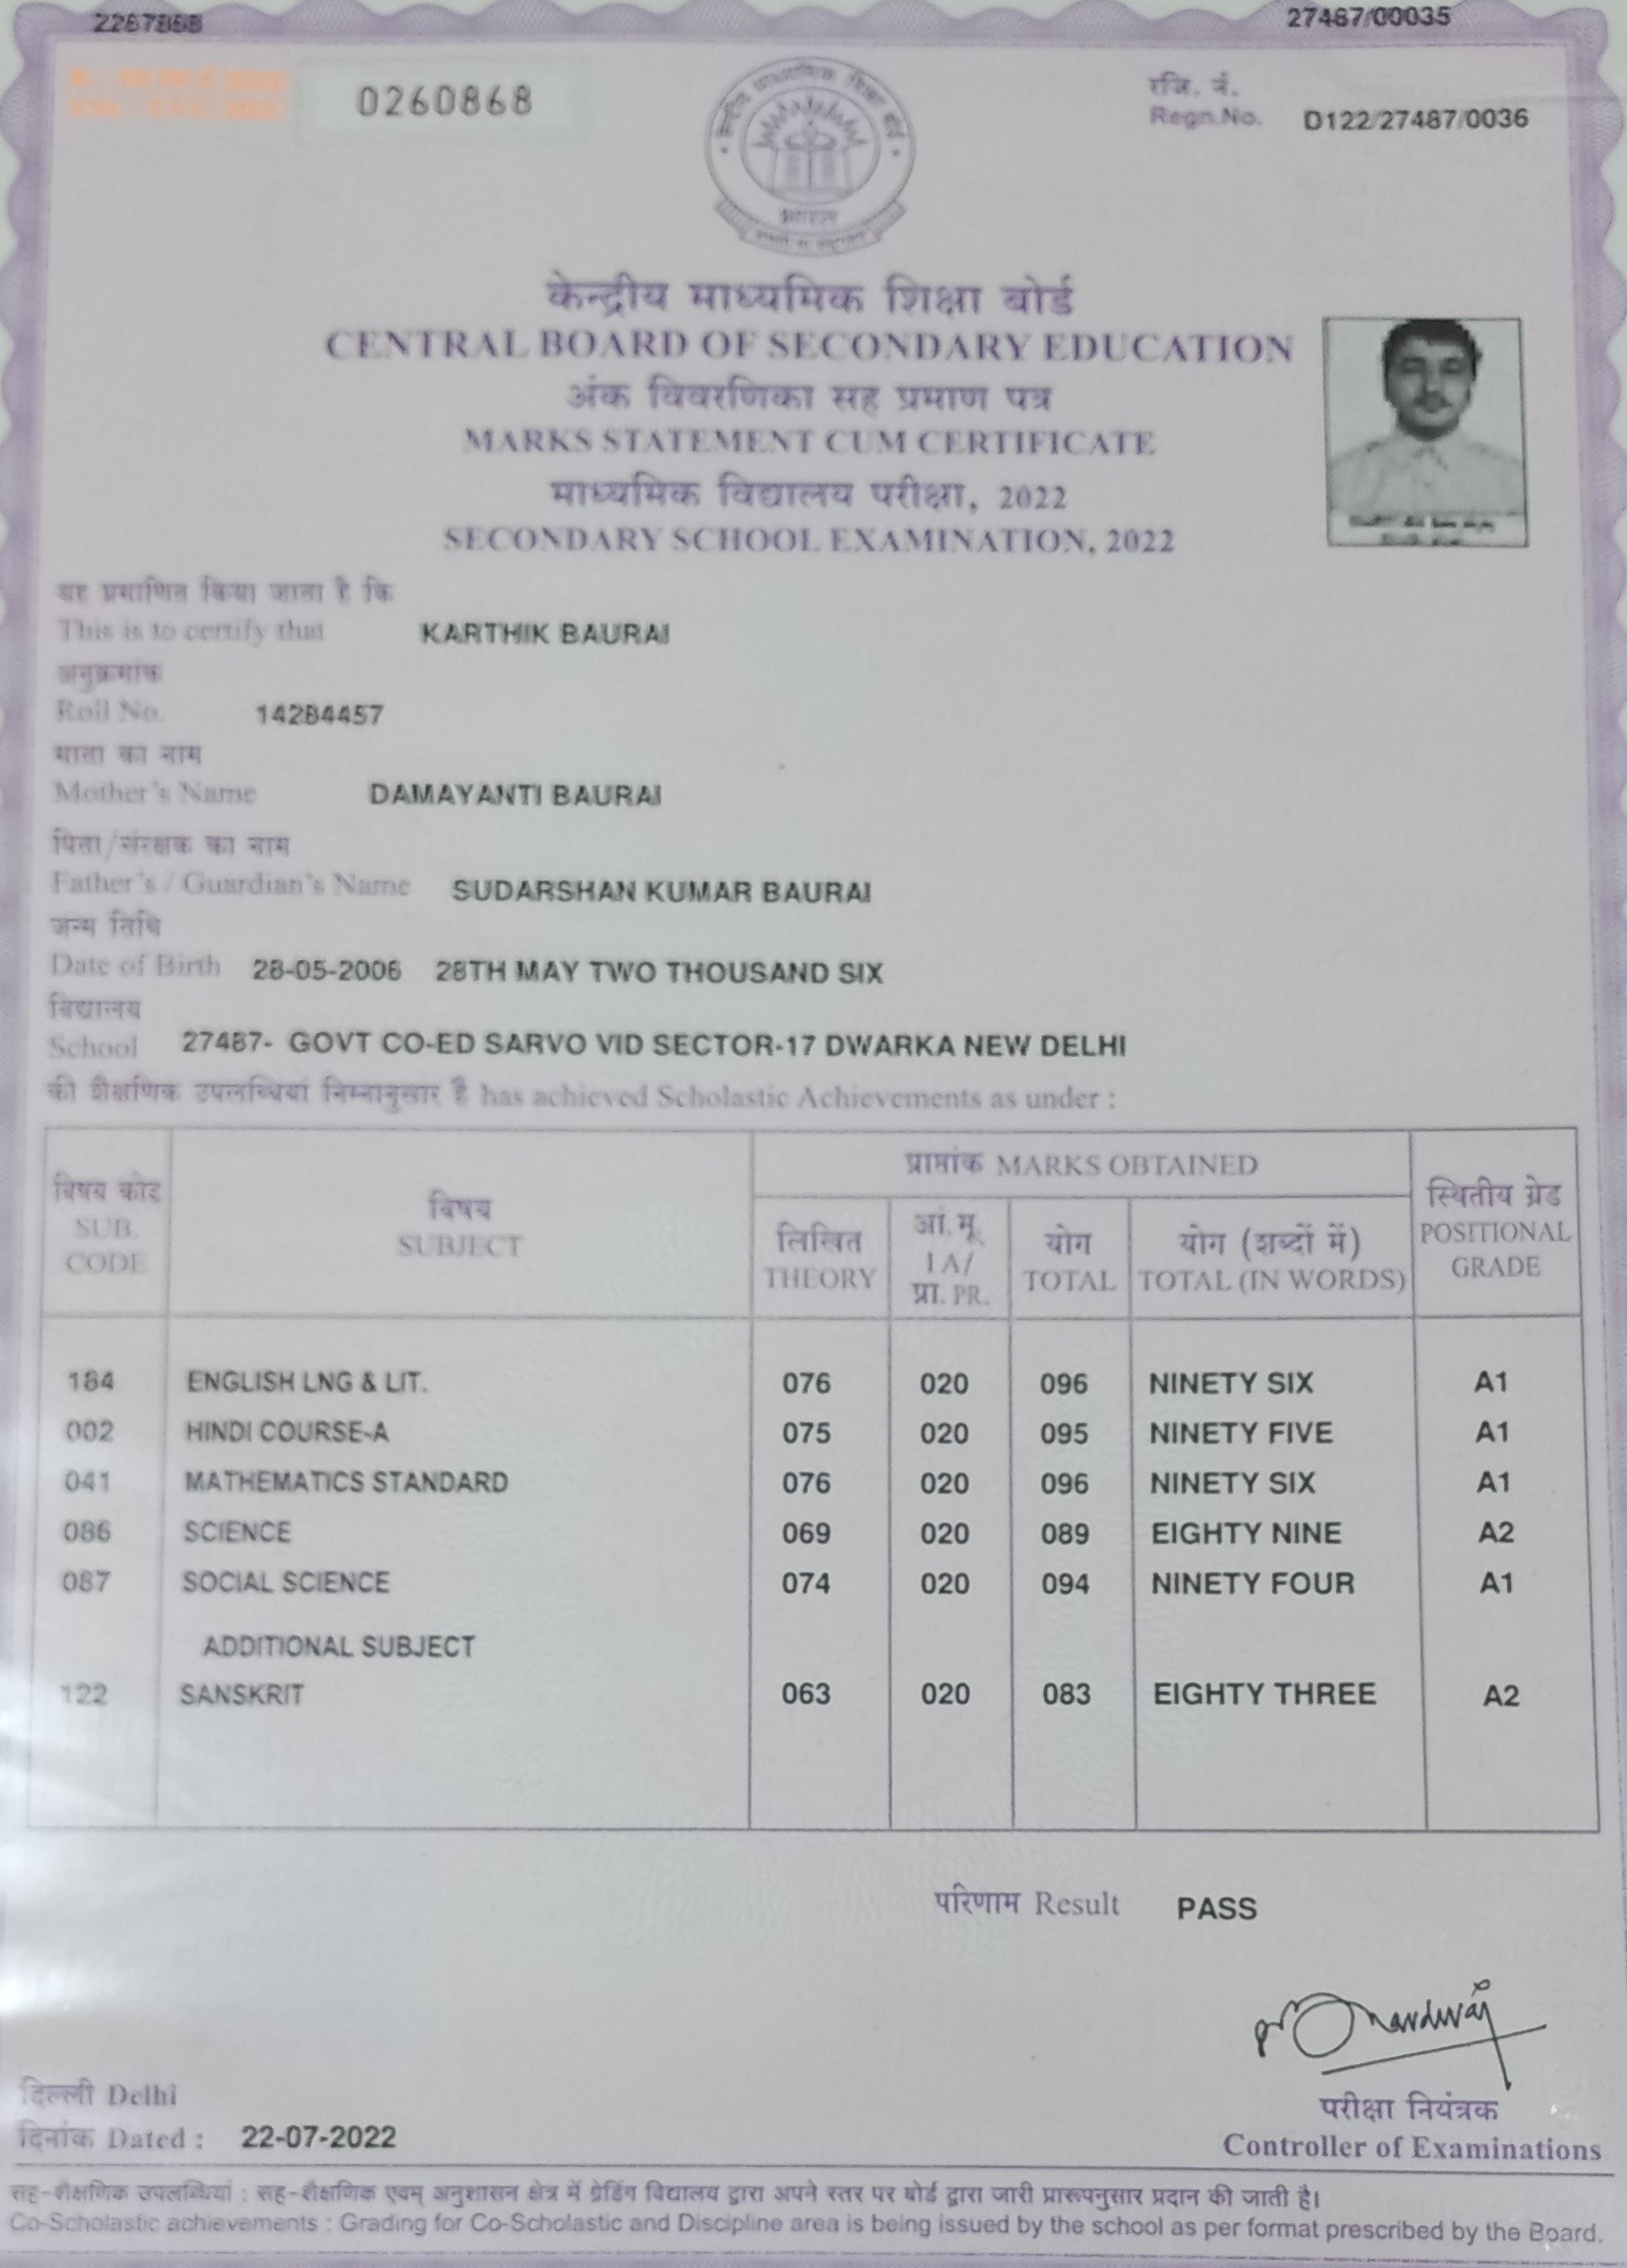 2267868
27487/00035
0260868
रजि. नं.
Regn.No. D122/27487/0036
केन्द्रीय माध्यमिक शिक्षा बोर्ड
भारत
केन्द्रीय माध्यमिक शिक्षा बोर्ड
CENTRAL BOARD OF SECONDARY EDUCATION
अंक विवरणिका सह प्रमाण पत्र
MARKS STATEMENT CUM CERTIFICATE
माध्यमिक विद्यालय परीक्षा, 2022
SECONDARY SCHOOL EXAMINATION, 2022
यह प्रमाणित किया जाता है कि
This is to certify that KARTHIK BAURAI
अनुक्रमांक
Roll No. 14284457
माता का नाम
Mother's Name DAMAYANTI BAURAI
पिता/संरक्षक का नाम
Father's / Guardian's Name SUDARSHAN KUMAR BAURAI
जन्म तिथि
Date of Birth 28-05-2006 28TH MAY TWO THOUSAND SIX
विद्यालय
School 27487- GOVT CO-ED SARVO VID SECTOR-17 DWARKA NEW DELHI
की शैक्षणिक उपलब्धियां निम्नानुसार है has achieved Scholastic Achievements as under :
विषय कोड SUB. CODE
विषय SUBJECT
प्राप्तांक MARKS OBTAINED
लिखित THEORY
आं.मू. IA/ प्रा. PR.
योग TOTAL
योग (शब्दों में) TOTAL (IN WORDS)
स्थितीय ग्रेड POSITIONAL GRADE
184 ENGLISH LNG & LIT. 076 020 096 NINETY SIX A1
002 HINDI COURSE-A 075 020 095 NINETY FIVE A1
041 MATHEMATICS STANDARD 076 020 096 NINETY SIX A1
086 SCIENCE 069 020 089 EIGHTY NINE A2
087 SOCIAL SCIENCE 074 020 094 NINETY FOUR A1
ADDITIONAL SUBJECT
122 SANSKRIT 063 020 083 EIGHTY THREE A2
परिणाम Result PASS
दिल्ली Delhi
दिनांक Dated : 22-07-2022
परीक्षा नियंत्रक
Controller of Examinations
सह-शैक्षणिक उपलब्धियां : सह-शैक्षणिक एवम् अनुशासन क्षेत्र में ग्रेडिंग विद्यालय द्वारा अपने स्तर पर बोर्ड द्वारा जारी प्रारूपनुसार प्रदान की जाती है।
Co-Scholastic achievements : Grading for Co-Scholastic and Discipline area is being issued by the school as per format prescribed by the Board.